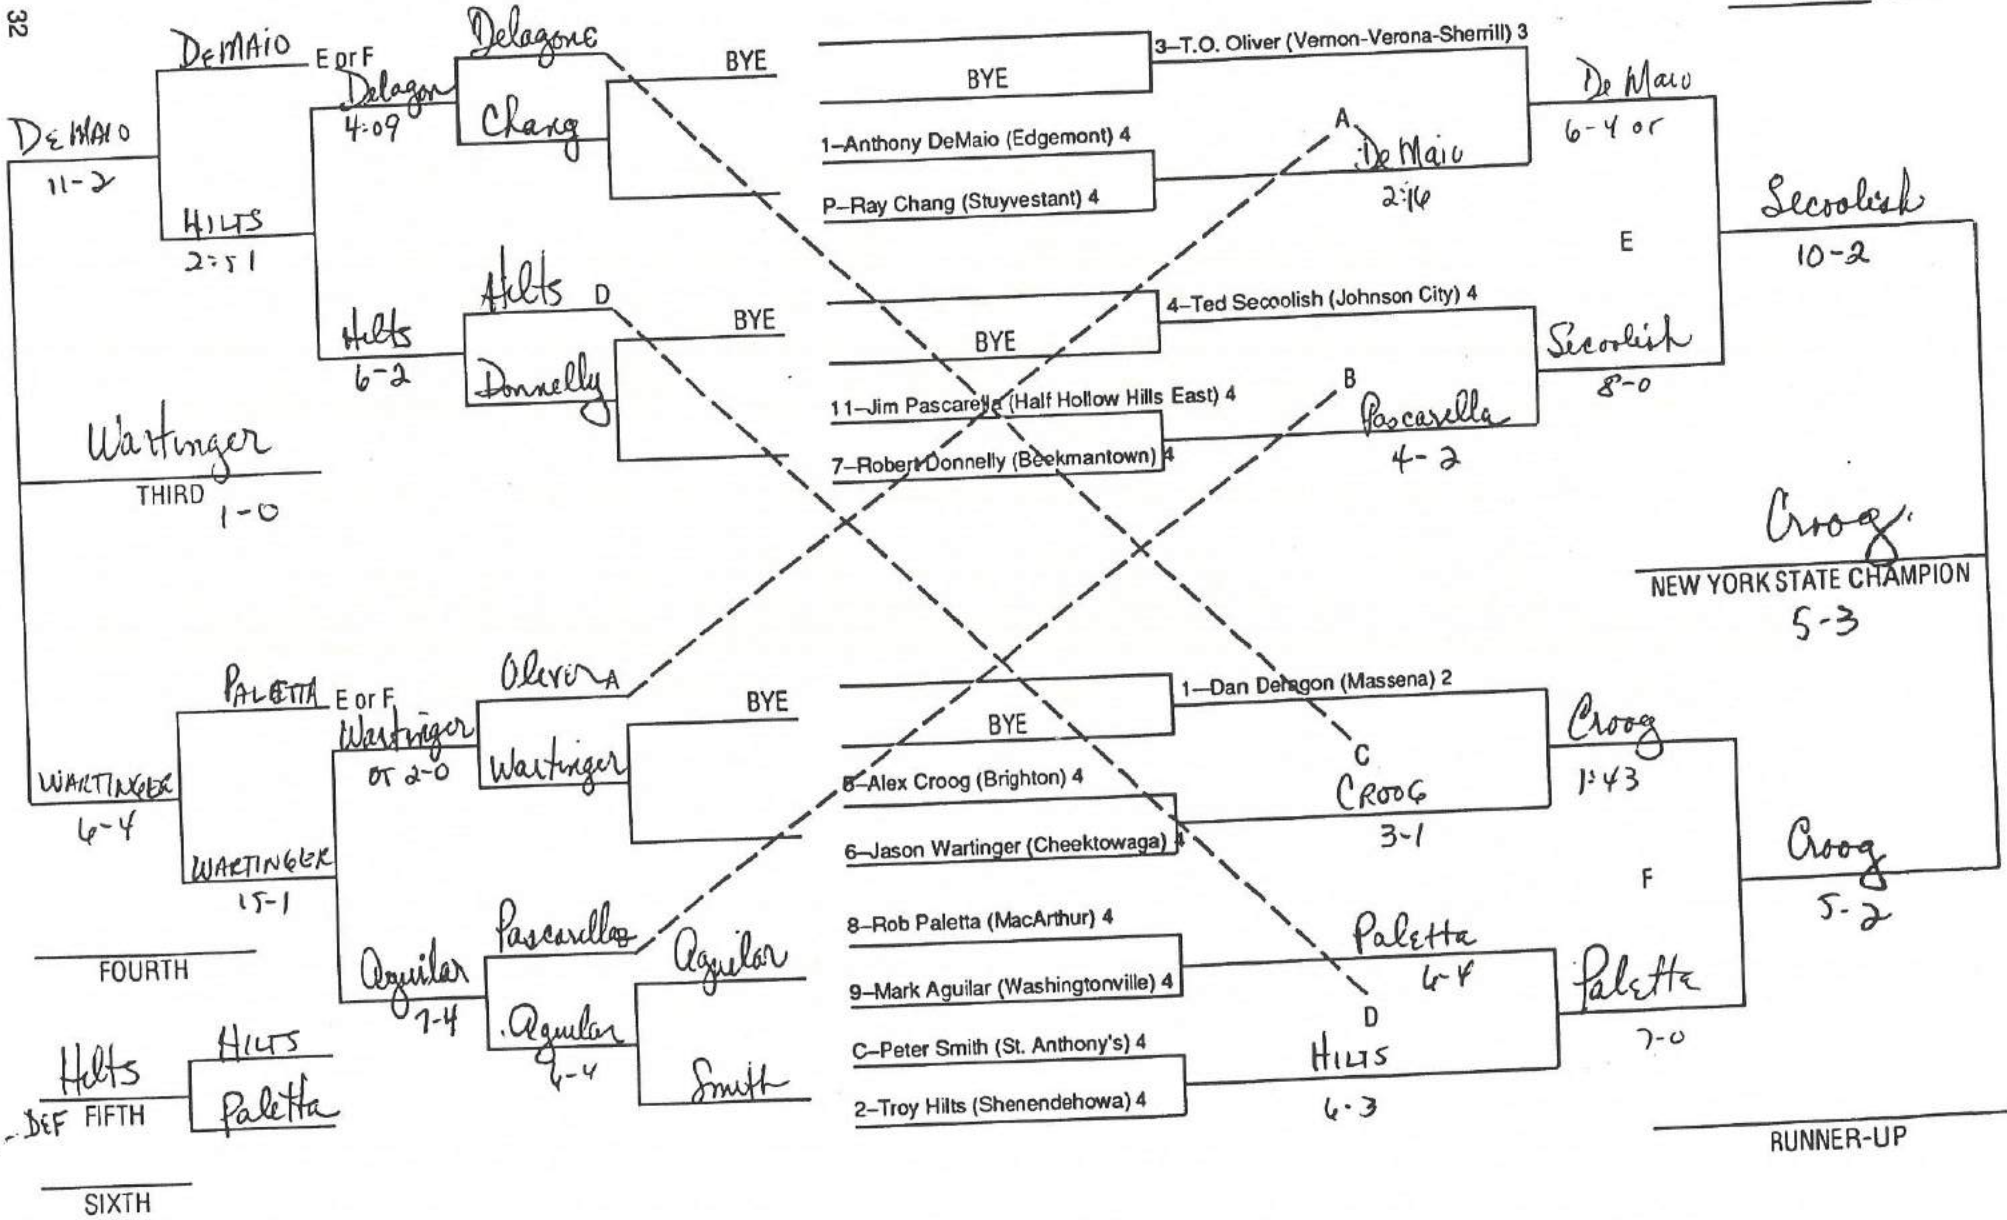 32
DEMAIO
11-2
DEMAIO
E or F
HILTS
2:51
Delagon
4:09
Hilts
6-2
Delagone
Chang
Hilts D
Donnelly
BYE
BYE
Wartinger
THIRD
1-0
PALETTA
E or F
WARTINGER
6-4
WARTINGER
15-1
Wartinger
OT 2-0
Aquilar
7-4
Oliver A
Wartinger
Pascarella B
Aguilar
6-4
BYE
Aguilar
Smith
FOURTH
Hilts
DEF FIFTH
HILTS
Paletta
SIXTH
BYE
3–T.O. Oliver (Vernon-Verona-Sherrill) 3
1–Anthony DeMaio (Edgemont) 4
P–Ray Chang (Stuyvestant) 4
A
De Maio
2:16
BYE
4–Ted Secoolish (Johnson City) 4
11–Jim Pascarella (Half Hollow Hills East) 4
7–Robert Donnelly (Beekmantown) 4
B
Pascarella
4-2
De Maio
6-4 or
E
Secoolish
8-0
Secoolish
10-2
BYE
1–Dan Deragon (Massena) 2
5–Alex Croog (Brighton) 4
6–Jason Wartinger (Cheektowaga) 4
C
CROOG
3-1
8–Rob Paletta (MacArthur) 4
9–Mark Aguilar (Washingtonville) 4
C–Peter Smith (St. Anthony's) 4
2–Troy Hilts (Shenendehowa) 4
Paletta
6-4
D
HILTS
6-3
Croog
1:43
F
Paletta
7-0
Croog
5-2
Croog
NEW YORK STATE CHAMPION
5-3
RUNNER-UP